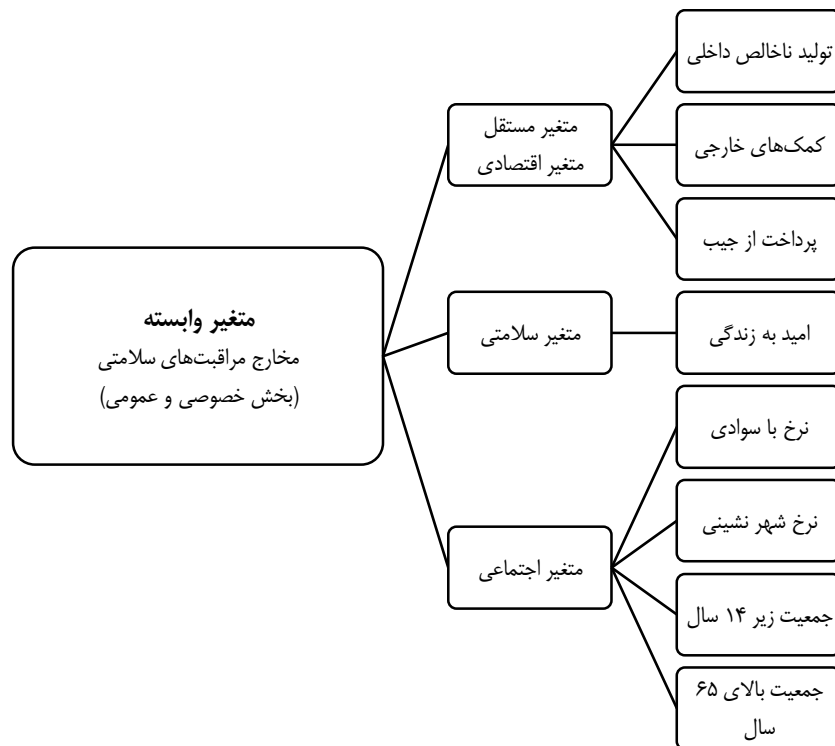 متغیر وابسته
مخارج مراقبت‌های سلامتی
(بخش خصوصی و عمومی)
متغیر مستقل
متغیر اقتصادی
تولید ناخالص داخلی
کمک‌های خارجی
پرداخت از جیب
متغیر سلامتی
امید به زندگی
متغیر اجتماعی
نرخ با سوادی
نرخ شهر نشینی
جمعیت زیر ۱۴ سال
جمعیت بالای ۶۵
سال